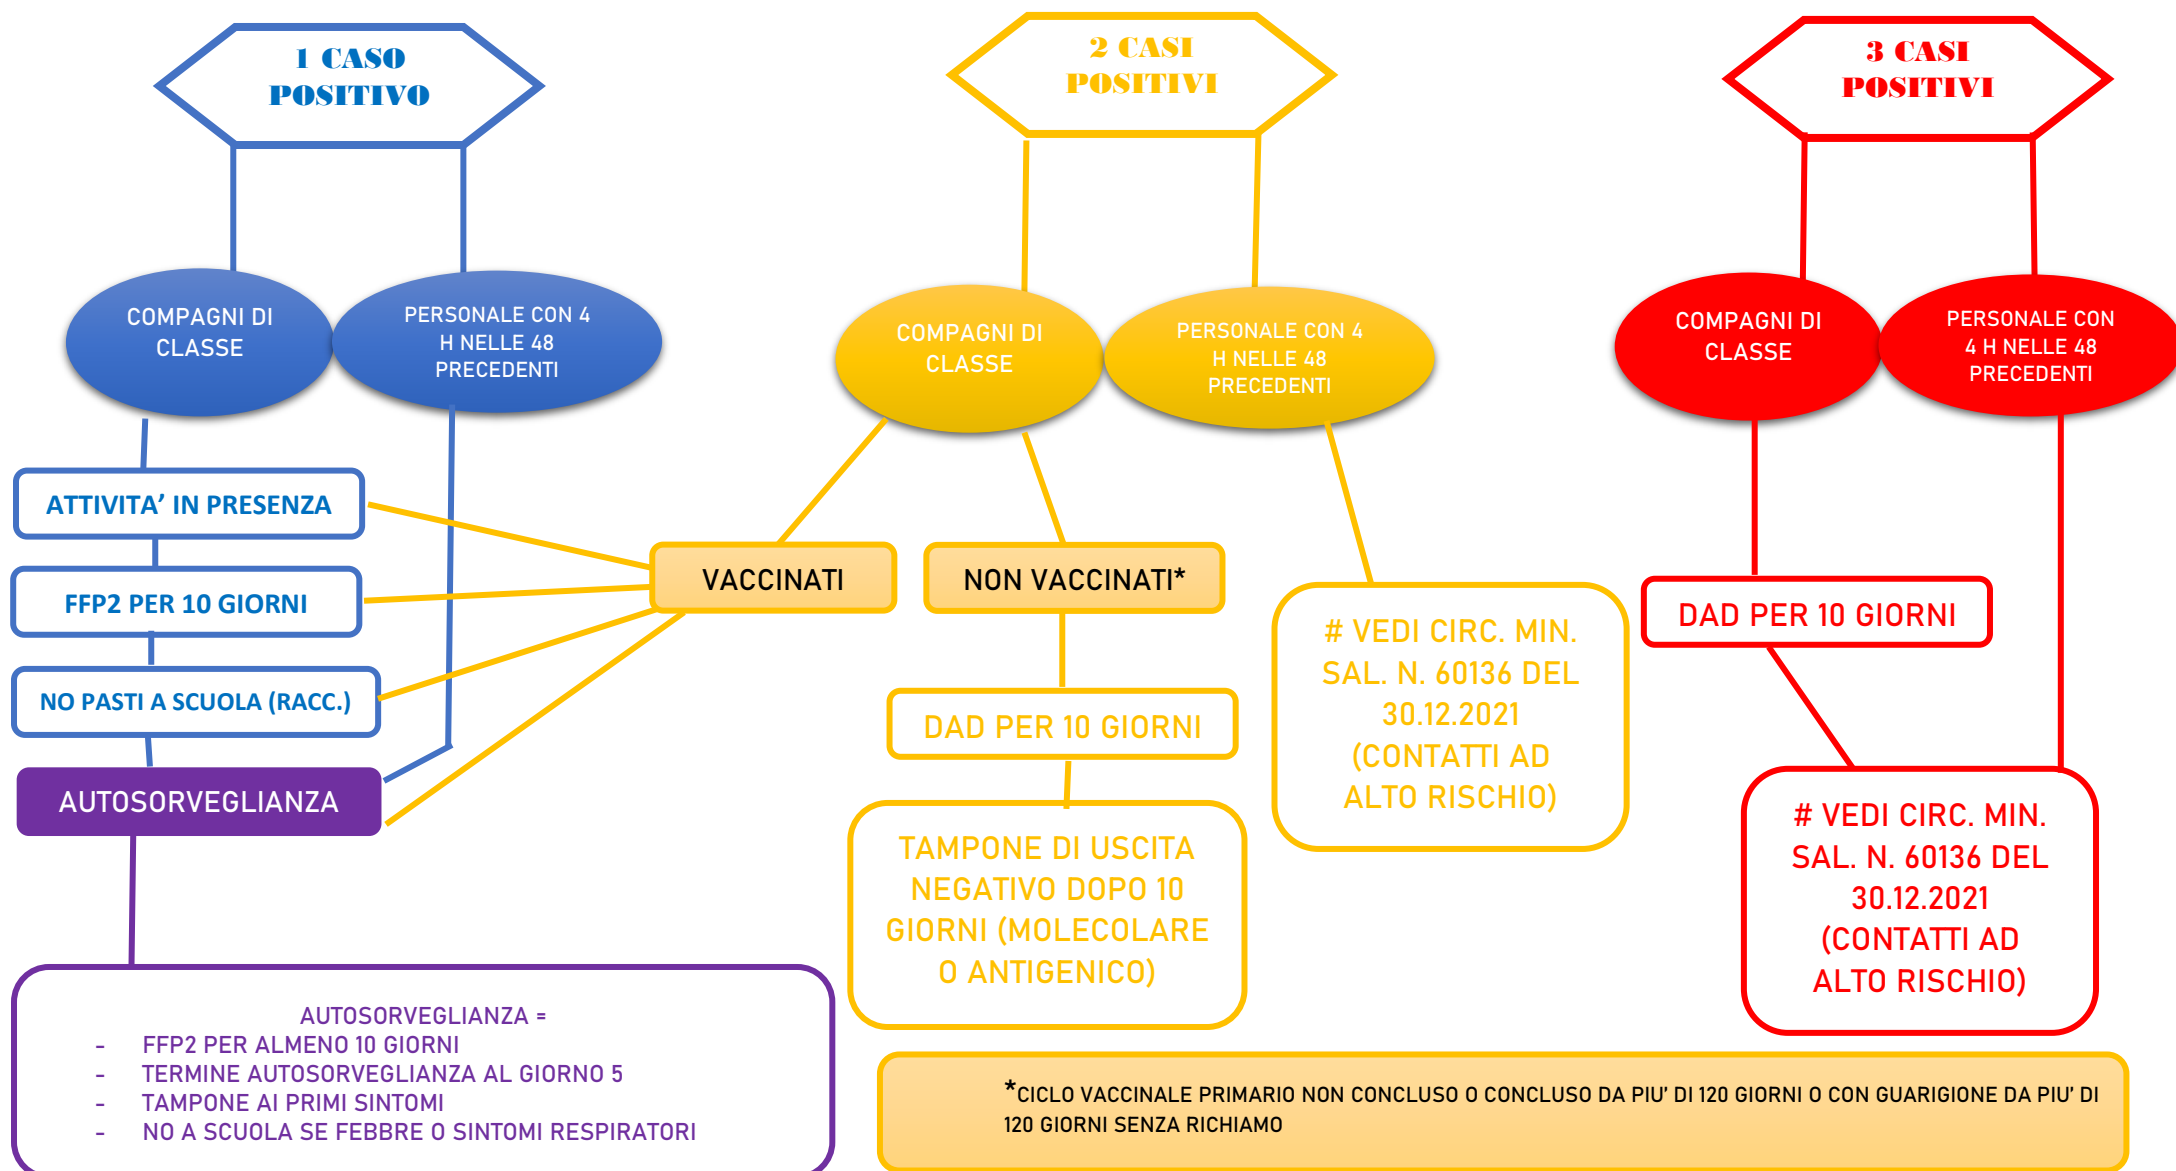 1 CASO
POSITIVO
2 CASI
POSITIVI
3 CASI
POSITIVI
COMPAGNI DI
CLASSE
PERSONALE CON 4
H NELLE 48
PRECEDENTI
COMPAGNI DI
CLASSE
PERSONALE CON 4
H NELLE 48
PRECEDENTI
COMPAGNI DI
CLASSE
PERSONALE CON
4 H NELLE 48
PRECEDENTI
ATTIVITA’ IN PRESENZA
FFP2 PER 10 GIORNI
NO PASTI A SCUOLA (RACC.)
AUTOSORVEGLIANZA
VACCINATI
NON VACCINATI*
DAD PER 10 GIORNI
TAMPONE DI USCITA
NEGATIVO DOPO 10
GIORNI (MOLECOLARE
O ANTIGENICO)
# VEDI CIRC. MIN.
SAL. N. 60136 DEL
30.12.2021
(CONTATTI AD
ALTO RISCHIO)
DAD PER 10 GIORNI
# VEDI CIRC. MIN.
SAL. N. 60136 DEL
30.12.2021
(CONTATTI AD
ALTO RISCHIO)
AUTOSORVEGLIANZA =
- FFP2 PER ALMENO 10 GIORNI
- TERMINE AUTOSORVEGLIANZA AL GIORNO 5
- TAMPONE AI PRIMI SINTOMI
- NO A SCUOLA SE FEBBRE O SINTOMI RESPIRATORI
*CICLO VACCINALE PRIMARIO NON CONCLUSO O CONCLUSO DA PIU’ DI 120 GIORNI O CON GUARIGIONE DA PIU’ DI
120 GIORNI SENZA RICHIAMO